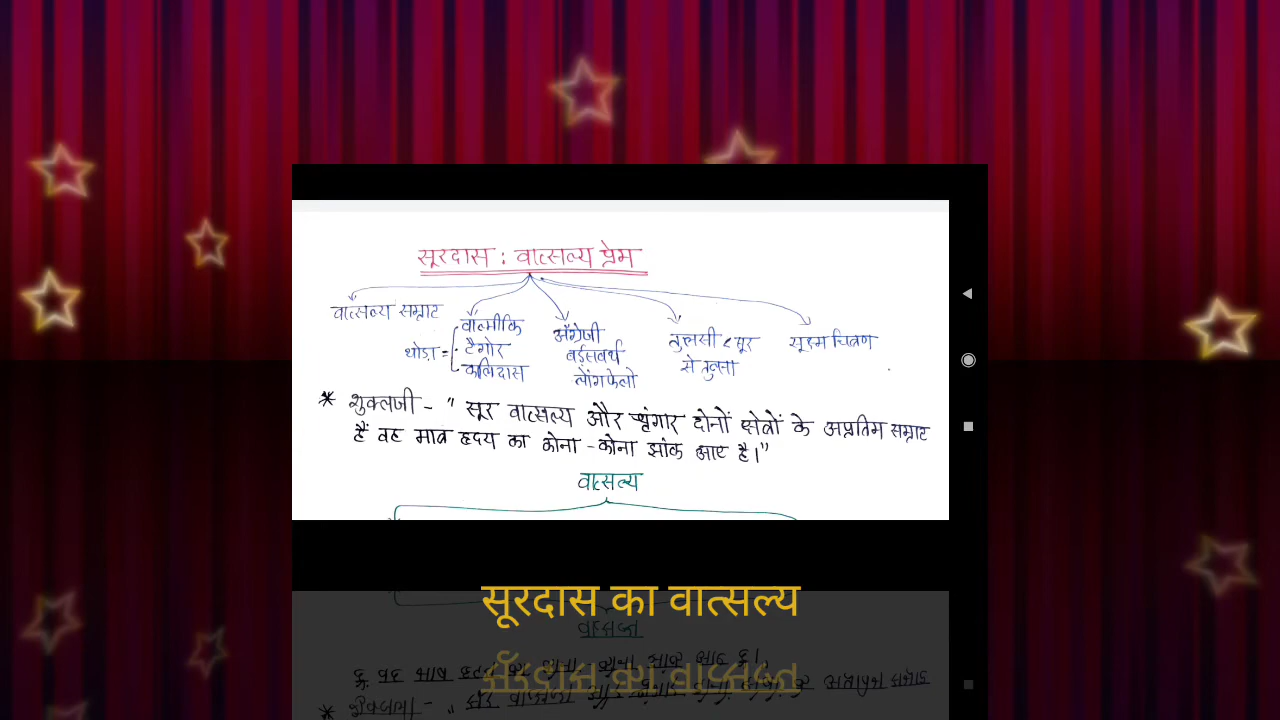 सूरदास : वात्सल्य प्रेम
वात्सल्य सम्राट
थोडा =
वाल्मीकि
टैगोर
कलिदास
अँग्रेजी
वर्ड्सवर्थ
लॉंगफेलो
तुलसी < सूर
से तुलना
सूक्ष्म चित्रण
* शुक्लजी - " सूर वात्सल्य और श्रृंगार दोनों क्षेत्रों के अप्रतिम सम्राट
हैं वह मातृ हृदय का कोना - कोना झांक आए है।"
वात्सल्य
सूरदास का वात्सल्य